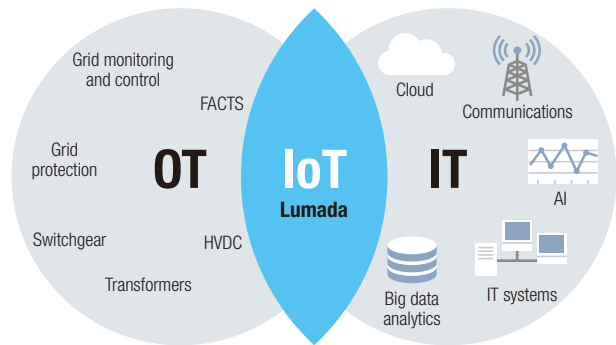 Grid monitoring
and control
FACTS
Grid
protection
OT
Switchgear
HVDC
Transformers
IoT
Lumada
IT
Cloud
Communications
AI
IT systems
Big data
analytics